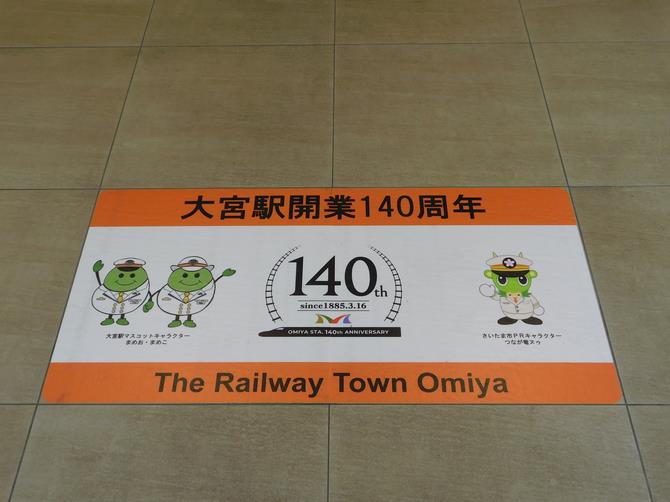 大宮駅開業140周年
140th
since1885.3.16
OMIYA STA. 140th ANNIVERSARY
大宮駅マスコットキャラクター
まめお・まめこ
さいたま市PRキャラクター
つなが竜ヌゥ
The Railway Town Omiya